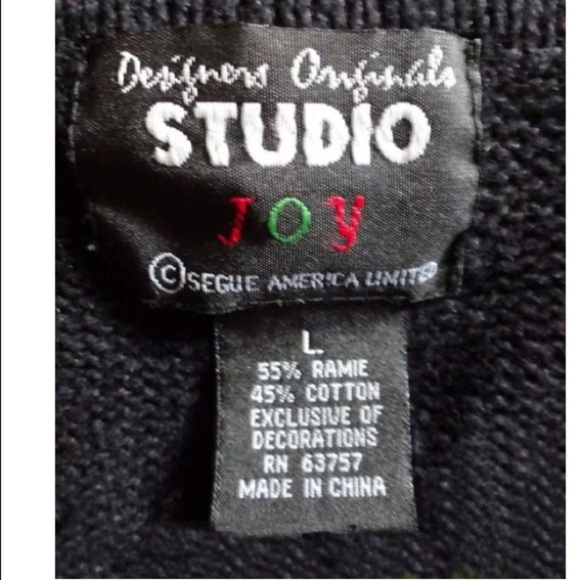 Designers Originals
STUDIO
JOY
©SEGUE AMERICA LIMITED
L.
55% RAMIE
45% COTTON
EXCLUSIVE OF
DECORATIONS
RN 63757
MADE IN CHINA